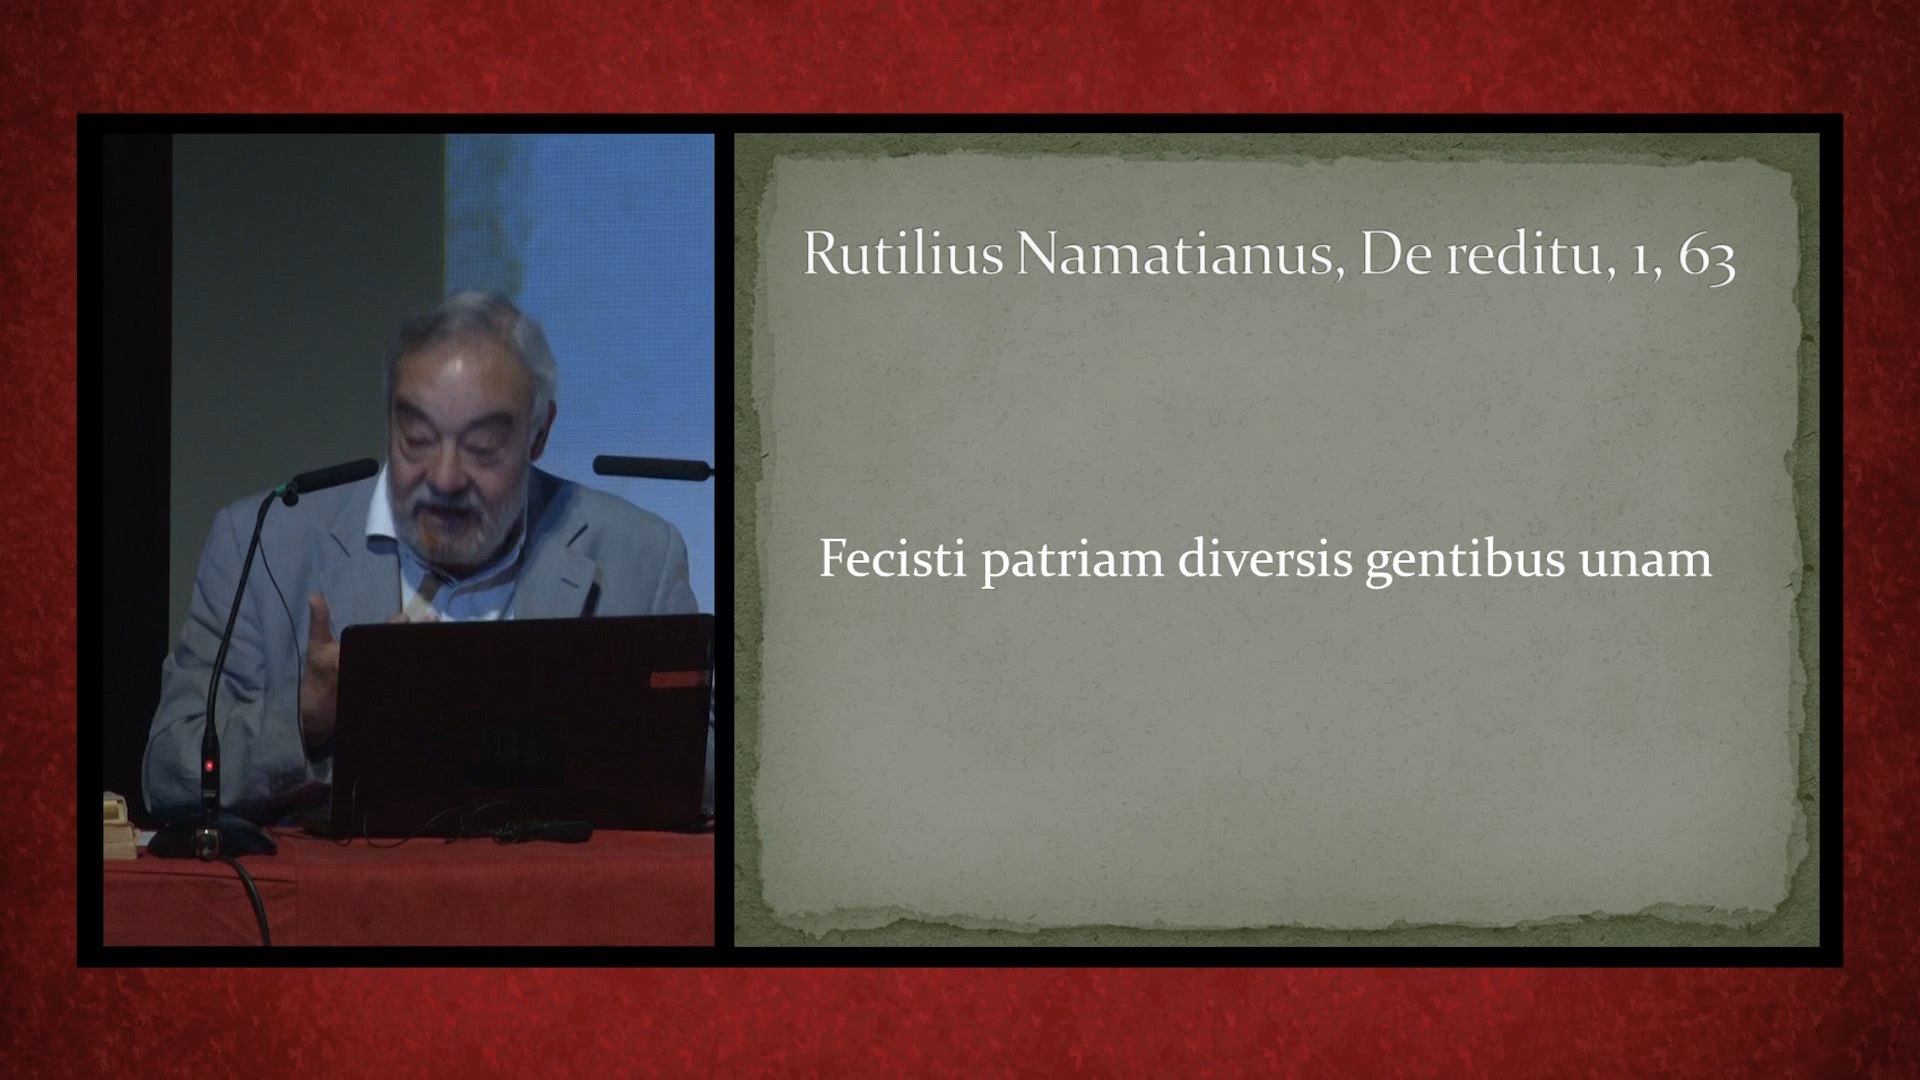 Rutilius Namatianus, De reditu, 1, 63
Fecisti patriam diversis gentibus unam